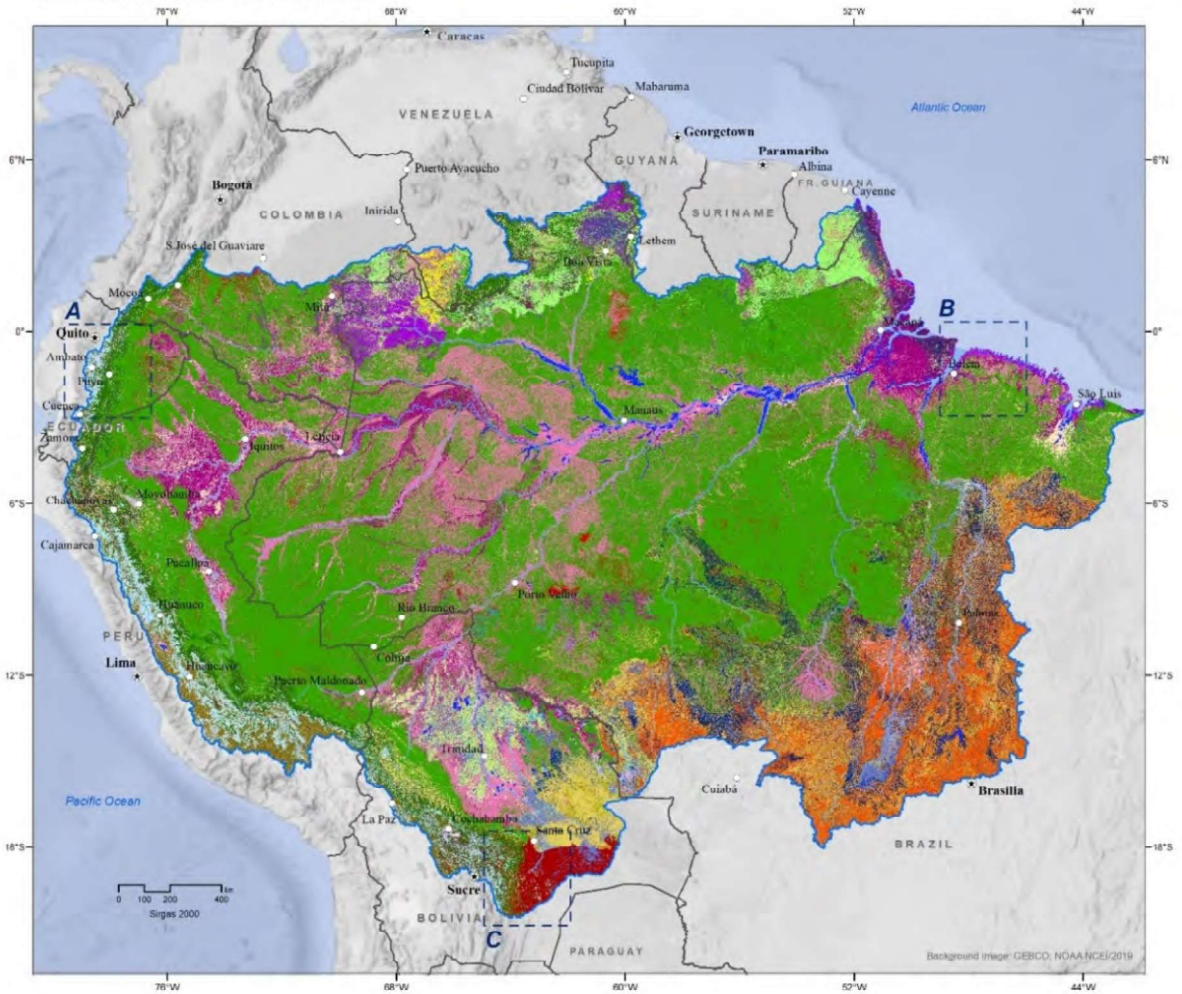 76°W 68°W 60°W 52°W 44°W
Caracas
Tucupita
Ciudad Bolívar
Mabaruma
VENEZUELA
Atlantic Ocean
Georgetown
6°N
GUYANA
Paramaribo
6°N
Puerto Ayacucho
Albina
FR. GUIANA
Bogotá
Cayenne
COLOMBIA
Inirida
SURINAME
S.José del Guaviare
Lethem
Boa Vista
Mocoa
Mitú
A
B
0°
Quito
Macapá
0°
Ambato
Puyo
Belém
Cuenca
Manaus
São Luis
ECUADOR
Zamora
Iquitos
Leticia
Chachapoyas
Moyobamba
6°S
6°S
Cajamarca
Pucallpa
Huánuco
Porto Velho
Rio Branco
Palmas
PERU
Lima
Cobija
12°S
Huancayo
Puerto Maldonado
12°S
Trinidad
Pacific Ocean
Cuiabá
Brasilia
La Paz
Cochabamba
Santa Cruz
BRAZIL
18°S
18°S
Sucre
0 100 200 400 km
Sirgas 2000
BOLIVIA
C
PARAGUAY
Background image: GEBCO; NOAA NCEI/2019
76°W 68°W 60°W 52°W 44°W